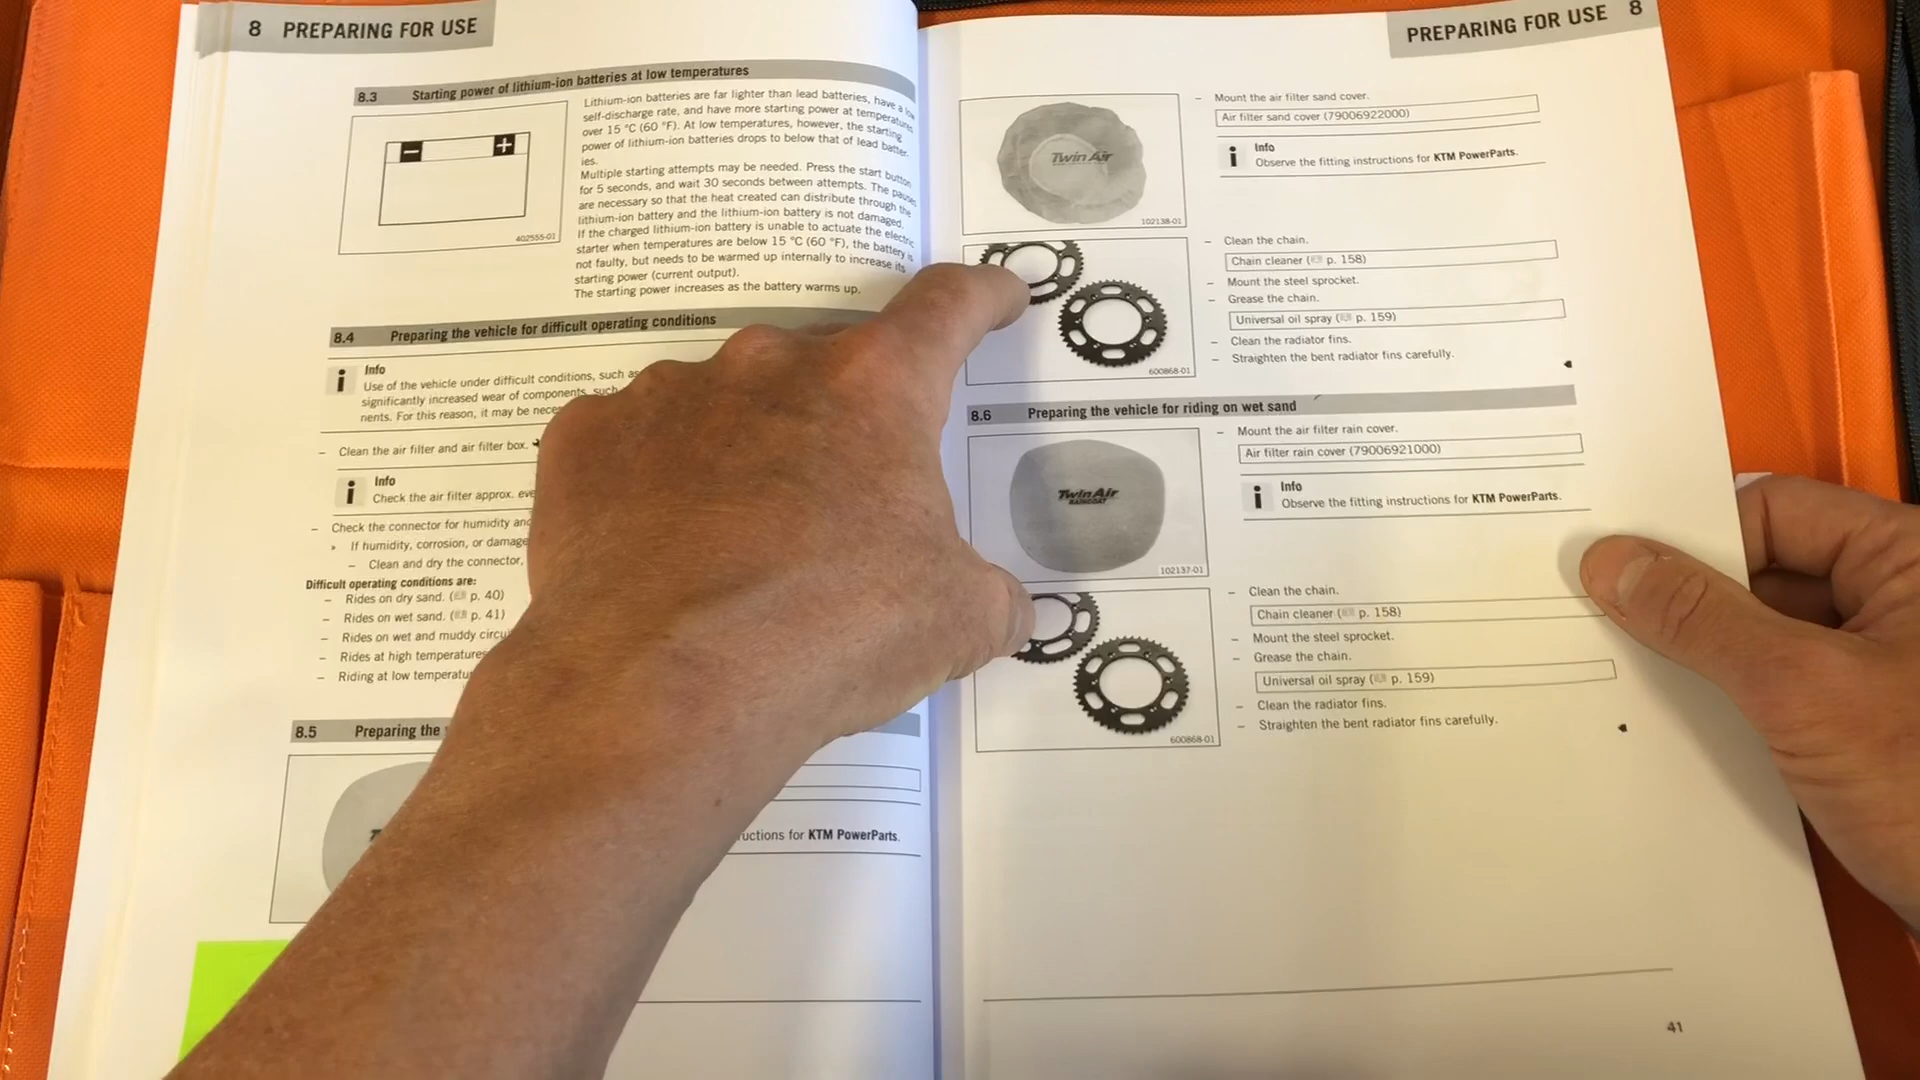 8 PREPARING FOR USE
8.3 Starting power of lithium-ion batteries at low temperatures
402555-01
Lithium-ion batteries are far lighter than lead batteries, have a low
self-discharge rate, and have more starting power at temperatures
over 15 °C (60 °F). At low temperatures, however, the starting
power of lithium-ion batteries drops to below that of lead batter-
ies.
Multiple starting attempts may be needed. Press the start button
for 5 seconds, and wait 30 seconds between attempts. The pauses
are necessary so that the heat created can distribute through the
lithium-ion battery and the lithium-ion battery is not damaged.
If the charged lithium-ion battery is unable to actuate the electric
starter when temperatures are below 15 °C (60 °F), the battery is
not faulty, but needs to be warmed up internally to increase its
starting power (current output).
The starting power increases as the battery warms up.
8.4 Preparing the vehicle for difficult operating conditions
Info
Use of the vehicle under difficult conditions, such as
significantly increased wear of components, such
nents. For this reason, it may be
– Clean the air filter and air filter box.
Info
Check the air filter approx.
– Check the connector for humidity
» If humidity, corrosion, or
– Clean and dry the connector,
Difficult operating conditions are:
– Rides on dry sand. ( p. 40)
– Rides on wet sand. ( p. 41)
– Rides on wet and muddy
– Rides at high temperatures
– Riding at low
8.5 Preparing the
for KTM PowerParts.
PREPARING FOR USE 8
Twin Air
102138-01
– Mount the air filter sand cover.
Air filter sand cover (79006922000)
Info
Observe the fitting instructions for KTM PowerParts.
600868-01
– Clean the chain.
Chain cleaner ( p. 158)
– Mount the steel sprocket.
– Grease the chain.
Universal oil spray ( p. 159)
– Clean the radiator fins.
– Straighten the bent radiator fins carefully.
8.6 Preparing the vehicle for riding on wet sand
Twin Air
RAINCOAT
102137-01
– Mount the air filter rain cover.
Air filter rain cover (79006921000)
Info
Observe the fitting instructions for KTM PowerParts.
600868-01
– Clean the chain.
Chain cleaner ( p. 158)
– Mount the steel sprocket.
– Grease the chain.
Universal oil spray ( p. 159)
– Clean the radiator fins.
– Straighten the bent radiator fins carefully.
41